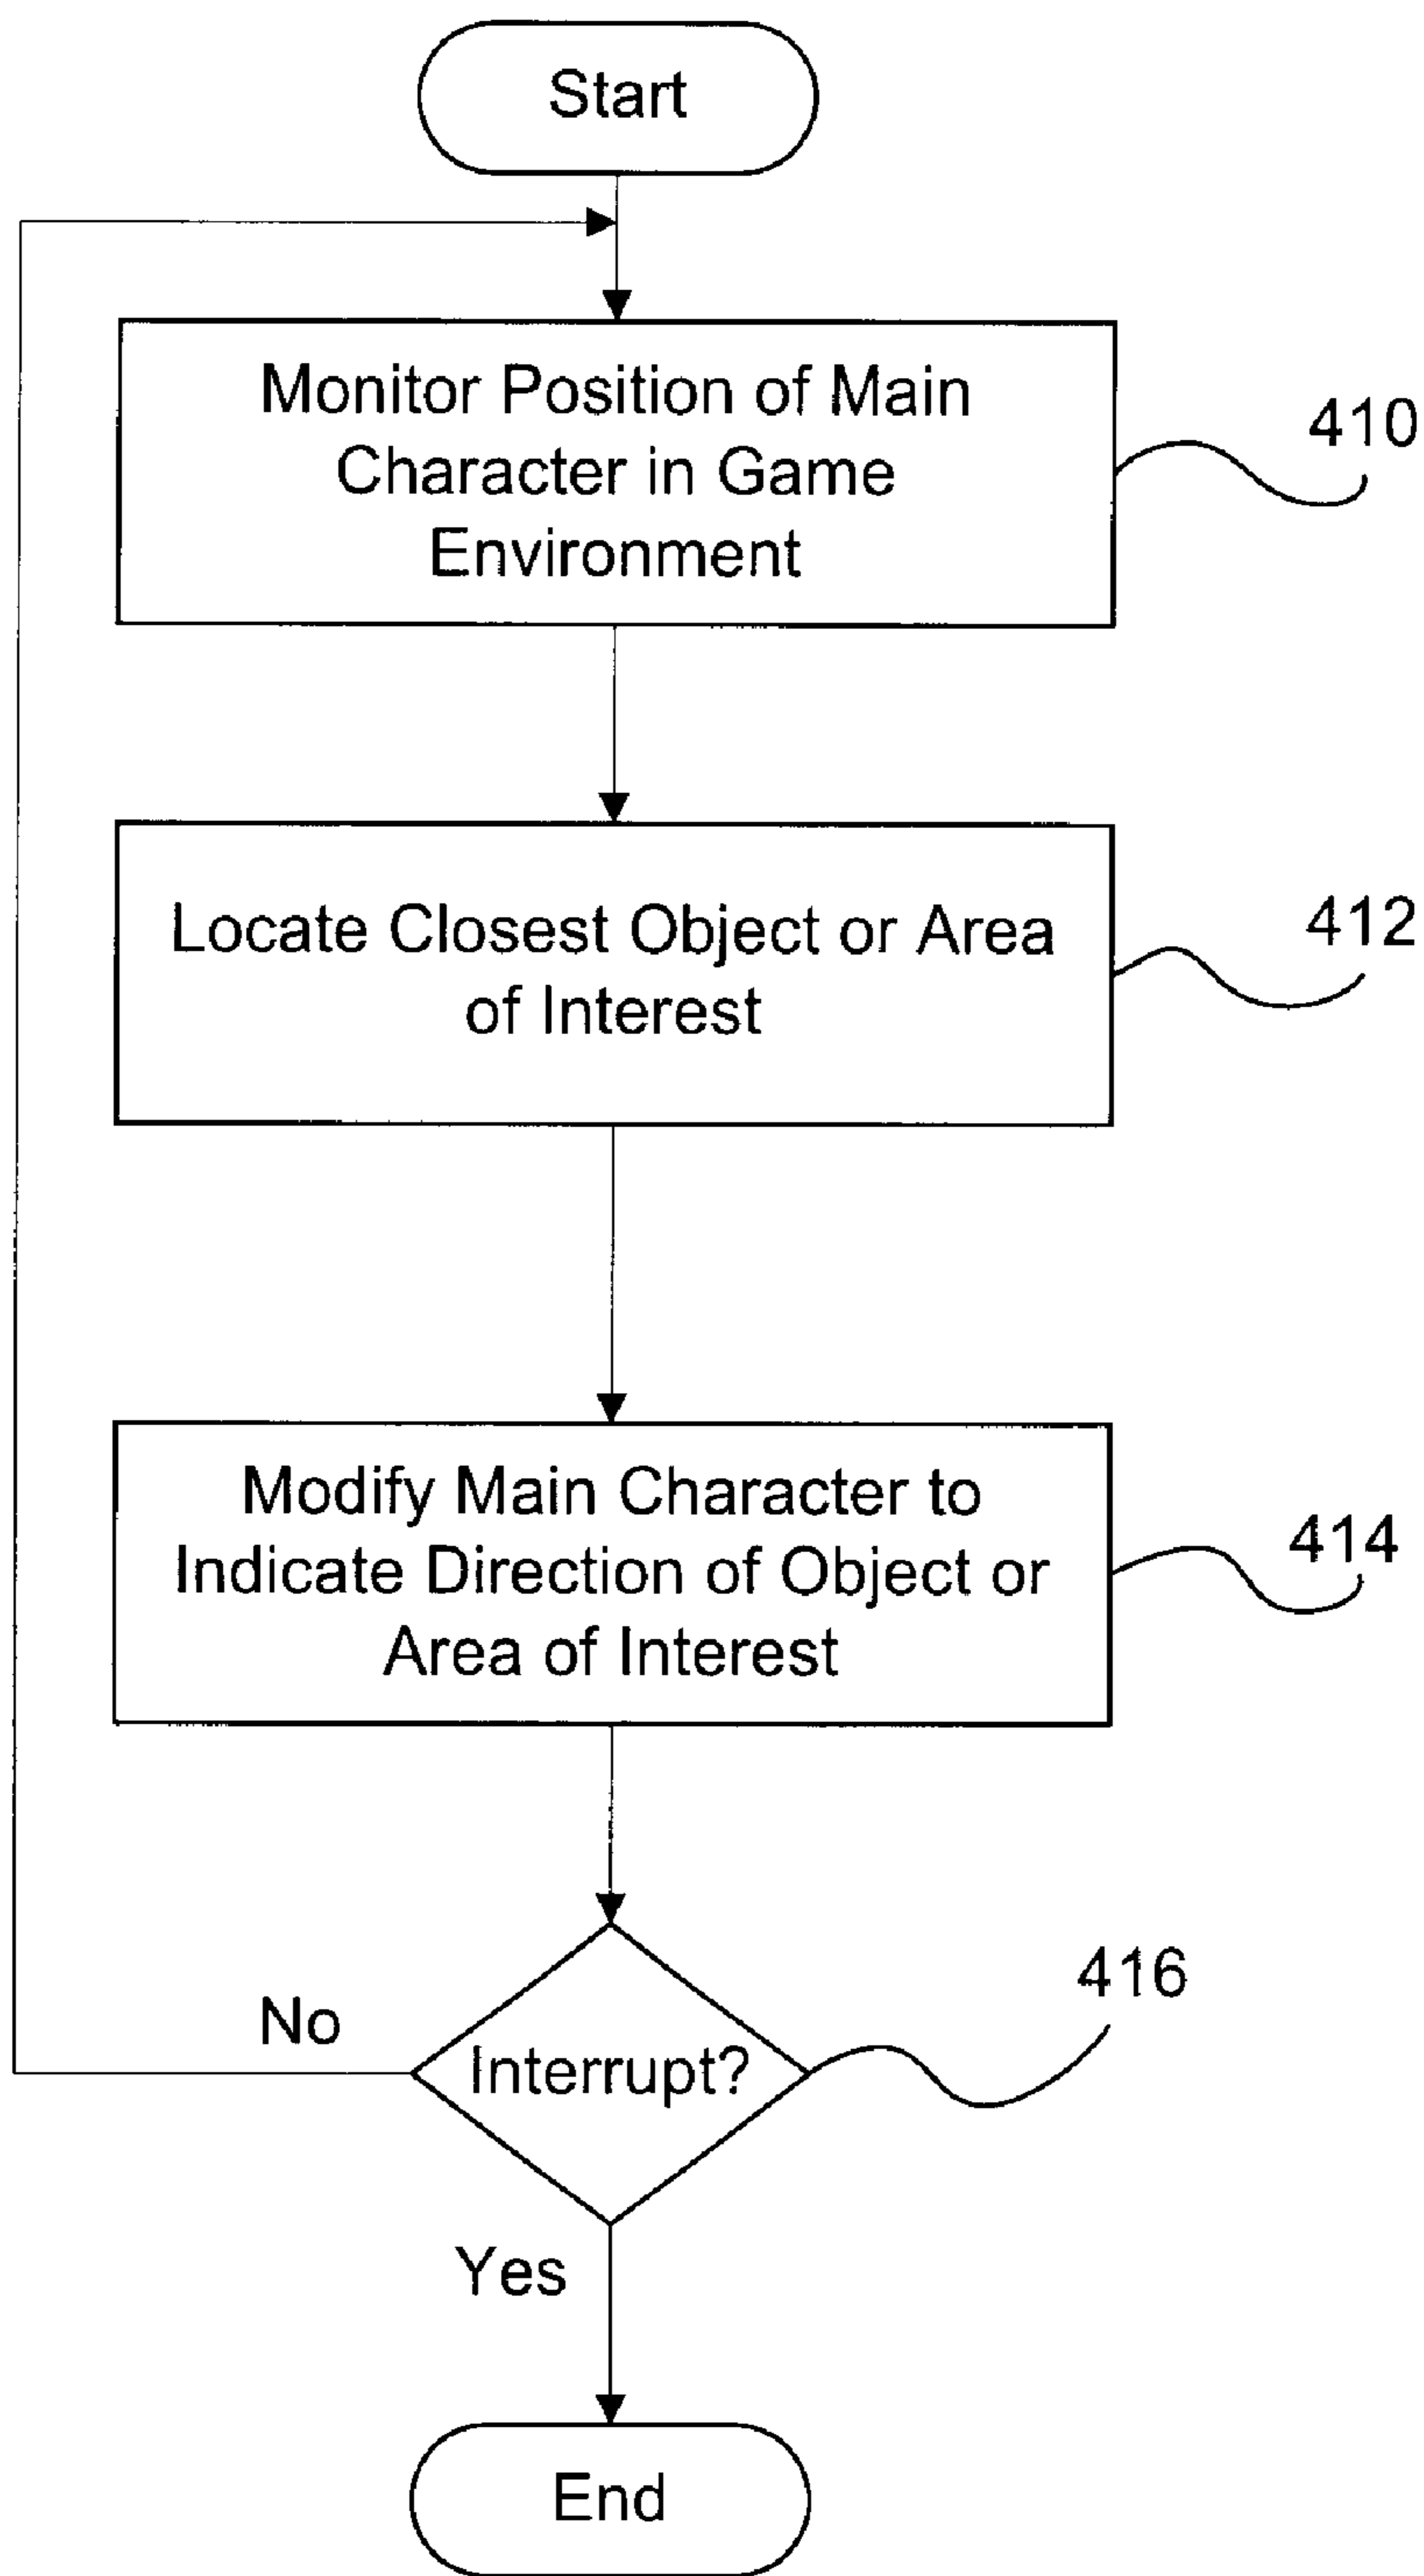 Start
Monitor Position of Main
Character in Game
Environment
410
Locate Closest Object or Area
of Interest
412
Modify Main Character to
Indicate Direction of Object or
Area of Interest
414
Interrupt?
416
No
Yes
End